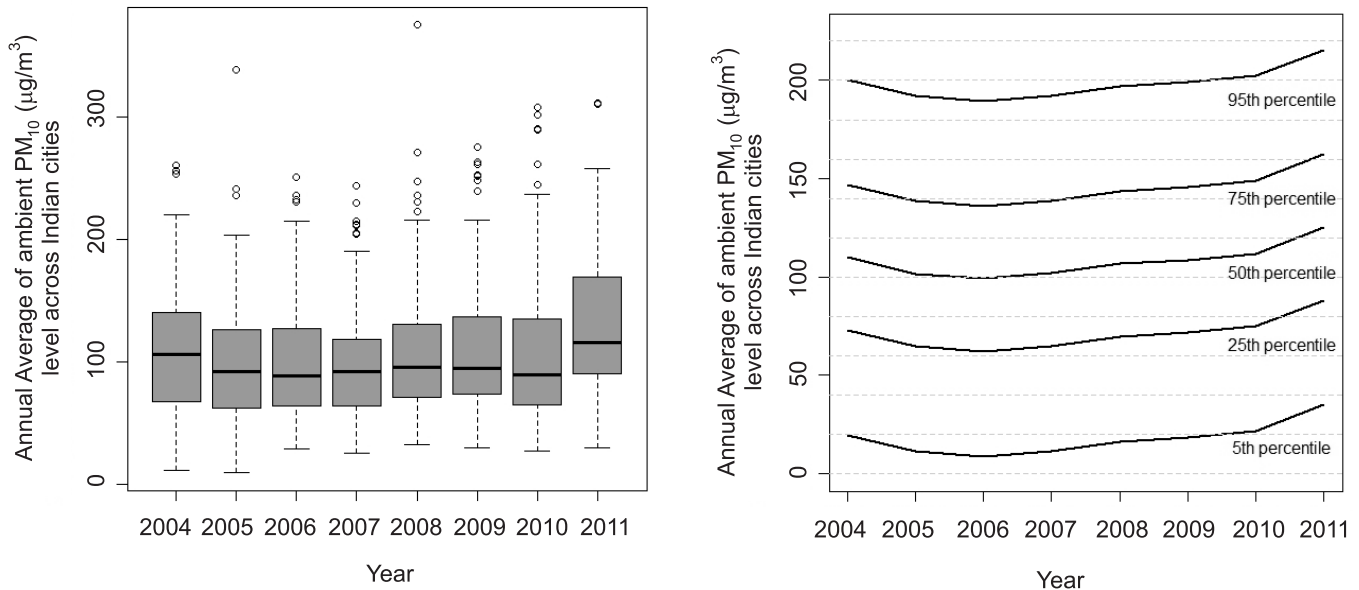 Annual Average of ambient PM10 (μg/m3)
level across Indian cities
300
200
100
0
2004 2005 2006 2007 2008 2009 2010 2011
Year
Annual Average of ambient PM10 (μg/m3)
level across Indian cities
200
150
100
50
0
95th percentile
75th percentile
50th percentile
25th percentile
5th percentile
2004 2005 2006 2007 2008 2009 2010 2011
Year